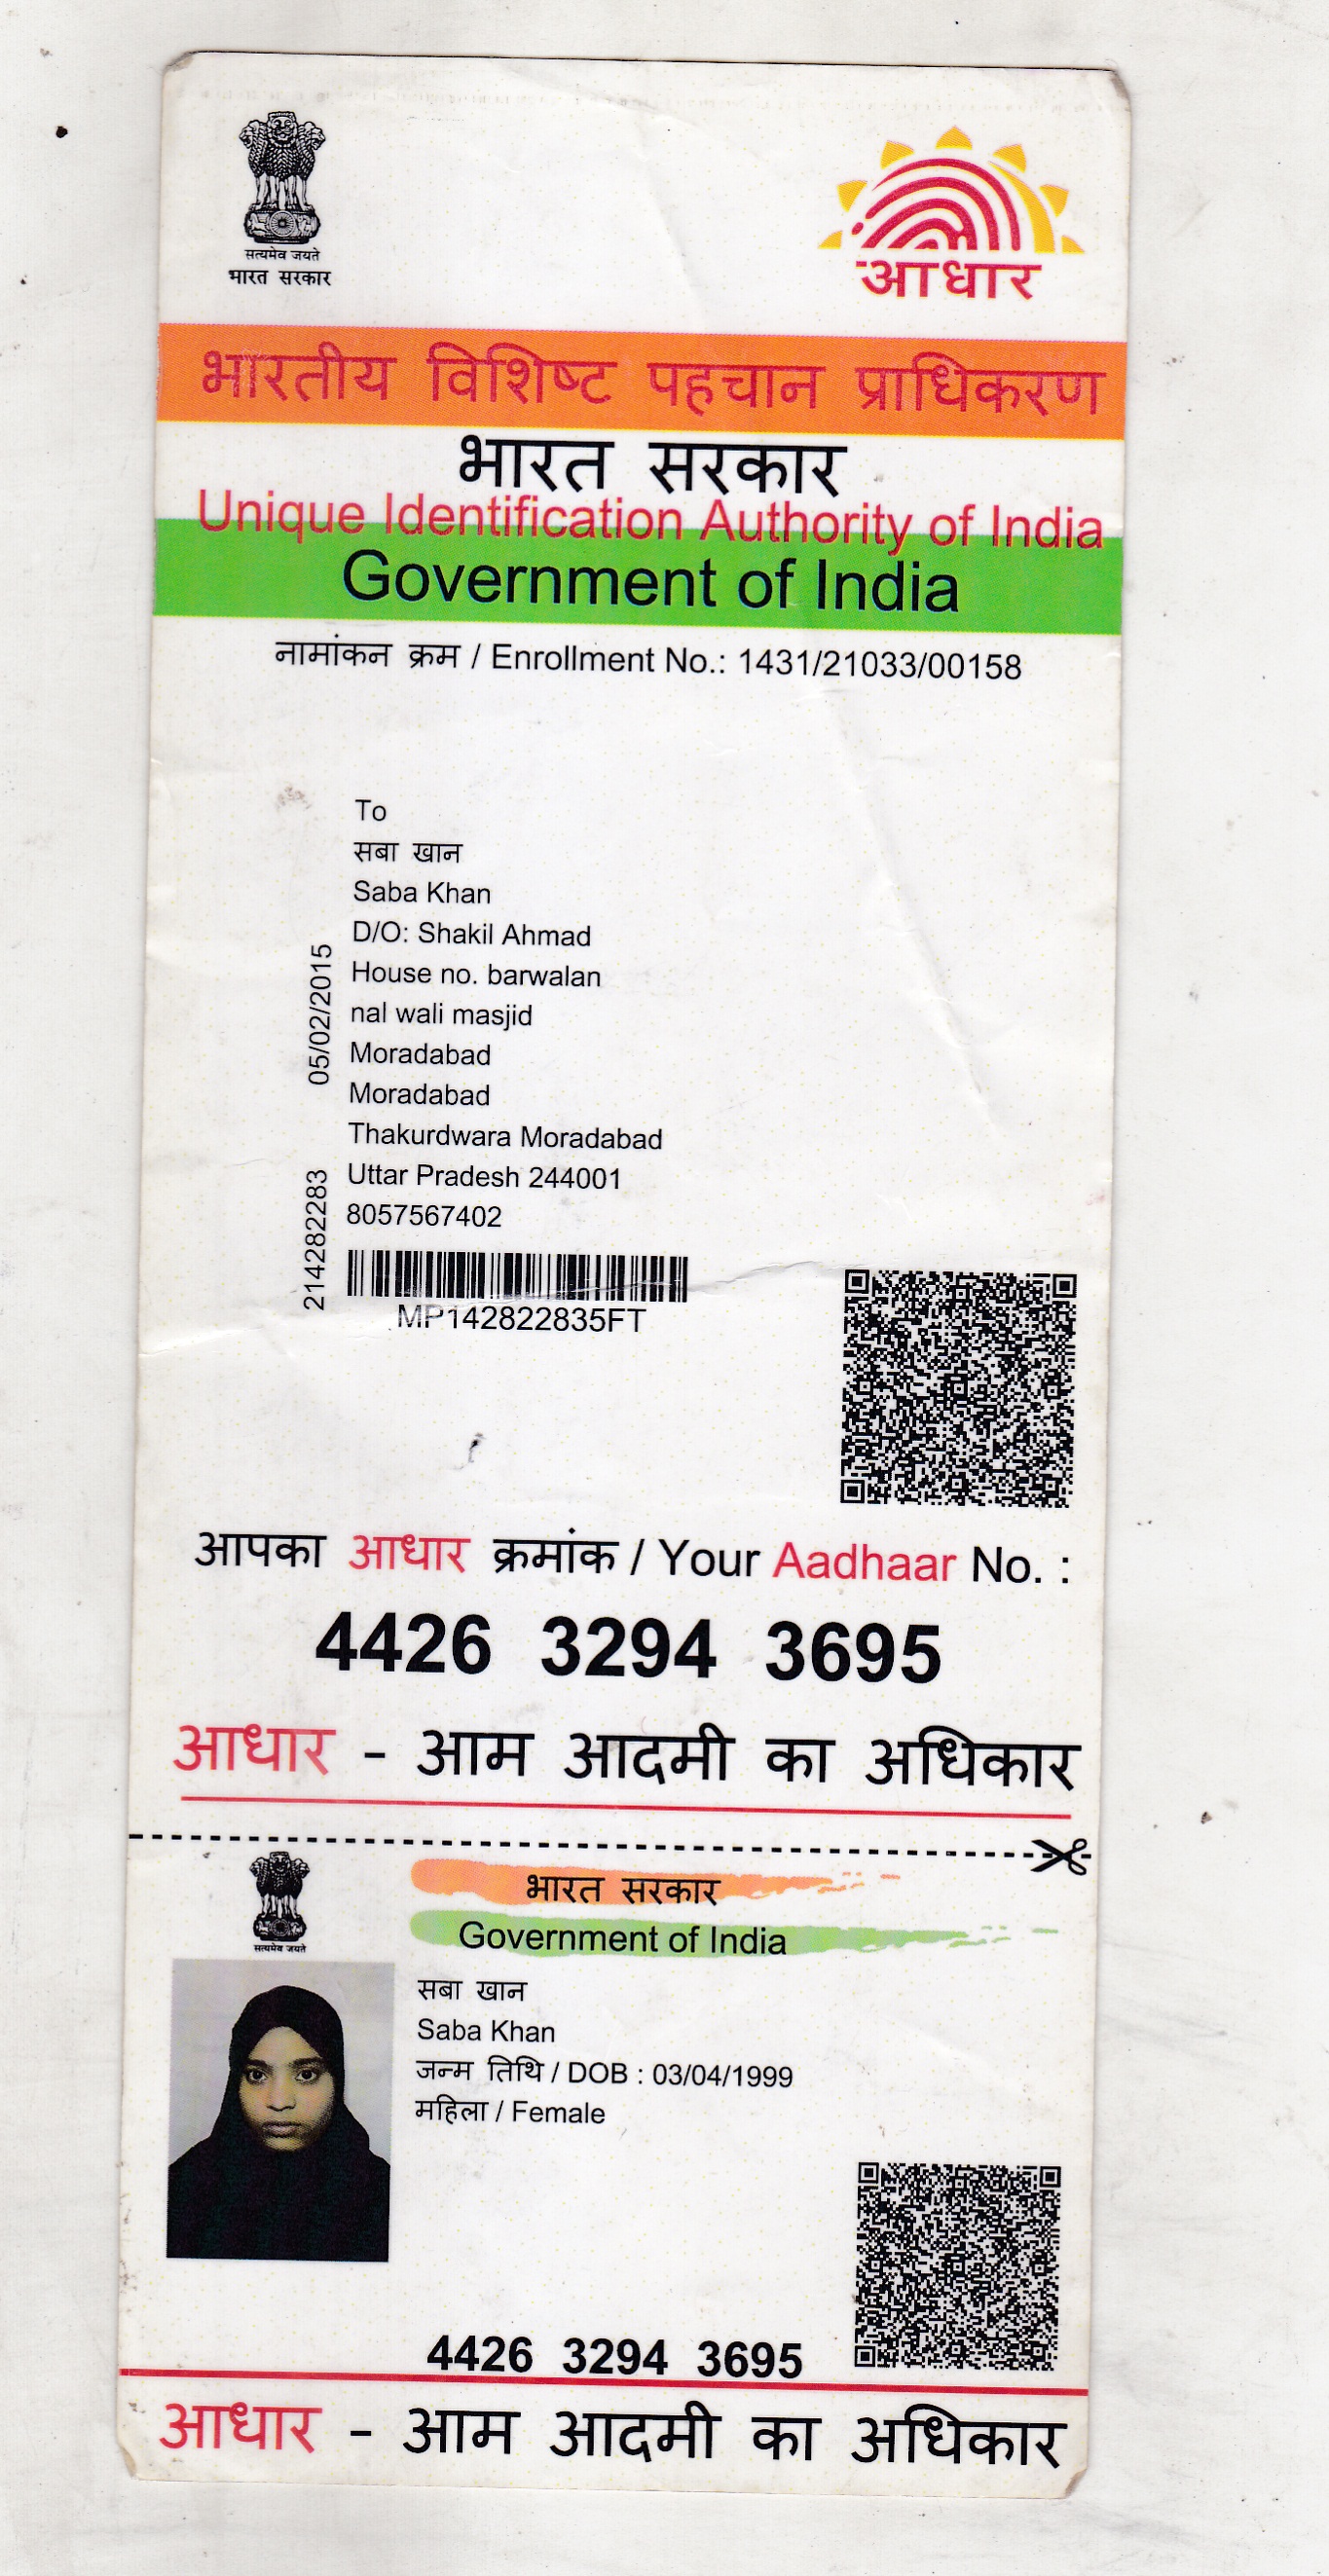 सत्यमेव जयते
भारत सरकार
आधार
भारतीय विशिष्ट पहचान प्राधिकरण
भारत सरकार
Unique Identification Authority of India
Government of India
नामांकन क्रम / Enrollment No.: 1431/21033/00158
To
सबा खान
Saba Khan
D/O: Shakil Ahmad
House no. barwalan
nal wali masjid
Moradabad
Moradabad
Thakurdwara Moradabad
Uttar Pradesh 244001
8057567402
05/02/2015
214282283
MP142822835FT
आपका आधार क्रमांक / Your Aadhaar No. :
4426 3294 3695
आधार - आम आदमी का अधिकार
सत्यमेव जयते
भारत सरकार
Government of India
सबा खान
Saba Khan
जन्म तिथि / DOB : 03/04/1999
महिला / Female
4426 3294 3695
आधार - आम आदमी का अधिकार